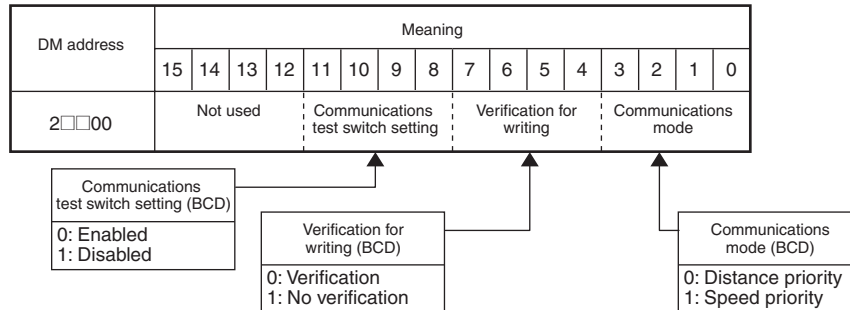 DM address
Meaning
15 14 13 12 11 10 9 8 7 6 5 4 3 2 1 0
2□□00
Not used
Communications
test switch setting
Verification for
writing
Communications
mode
Communications
test switch setting (BCD)
0: Enabled
1: Disabled
Verification for
writing (BCD)
0: Verification
1: No verification
Communications
mode (BCD)
0: Distance priority
1: Speed priority